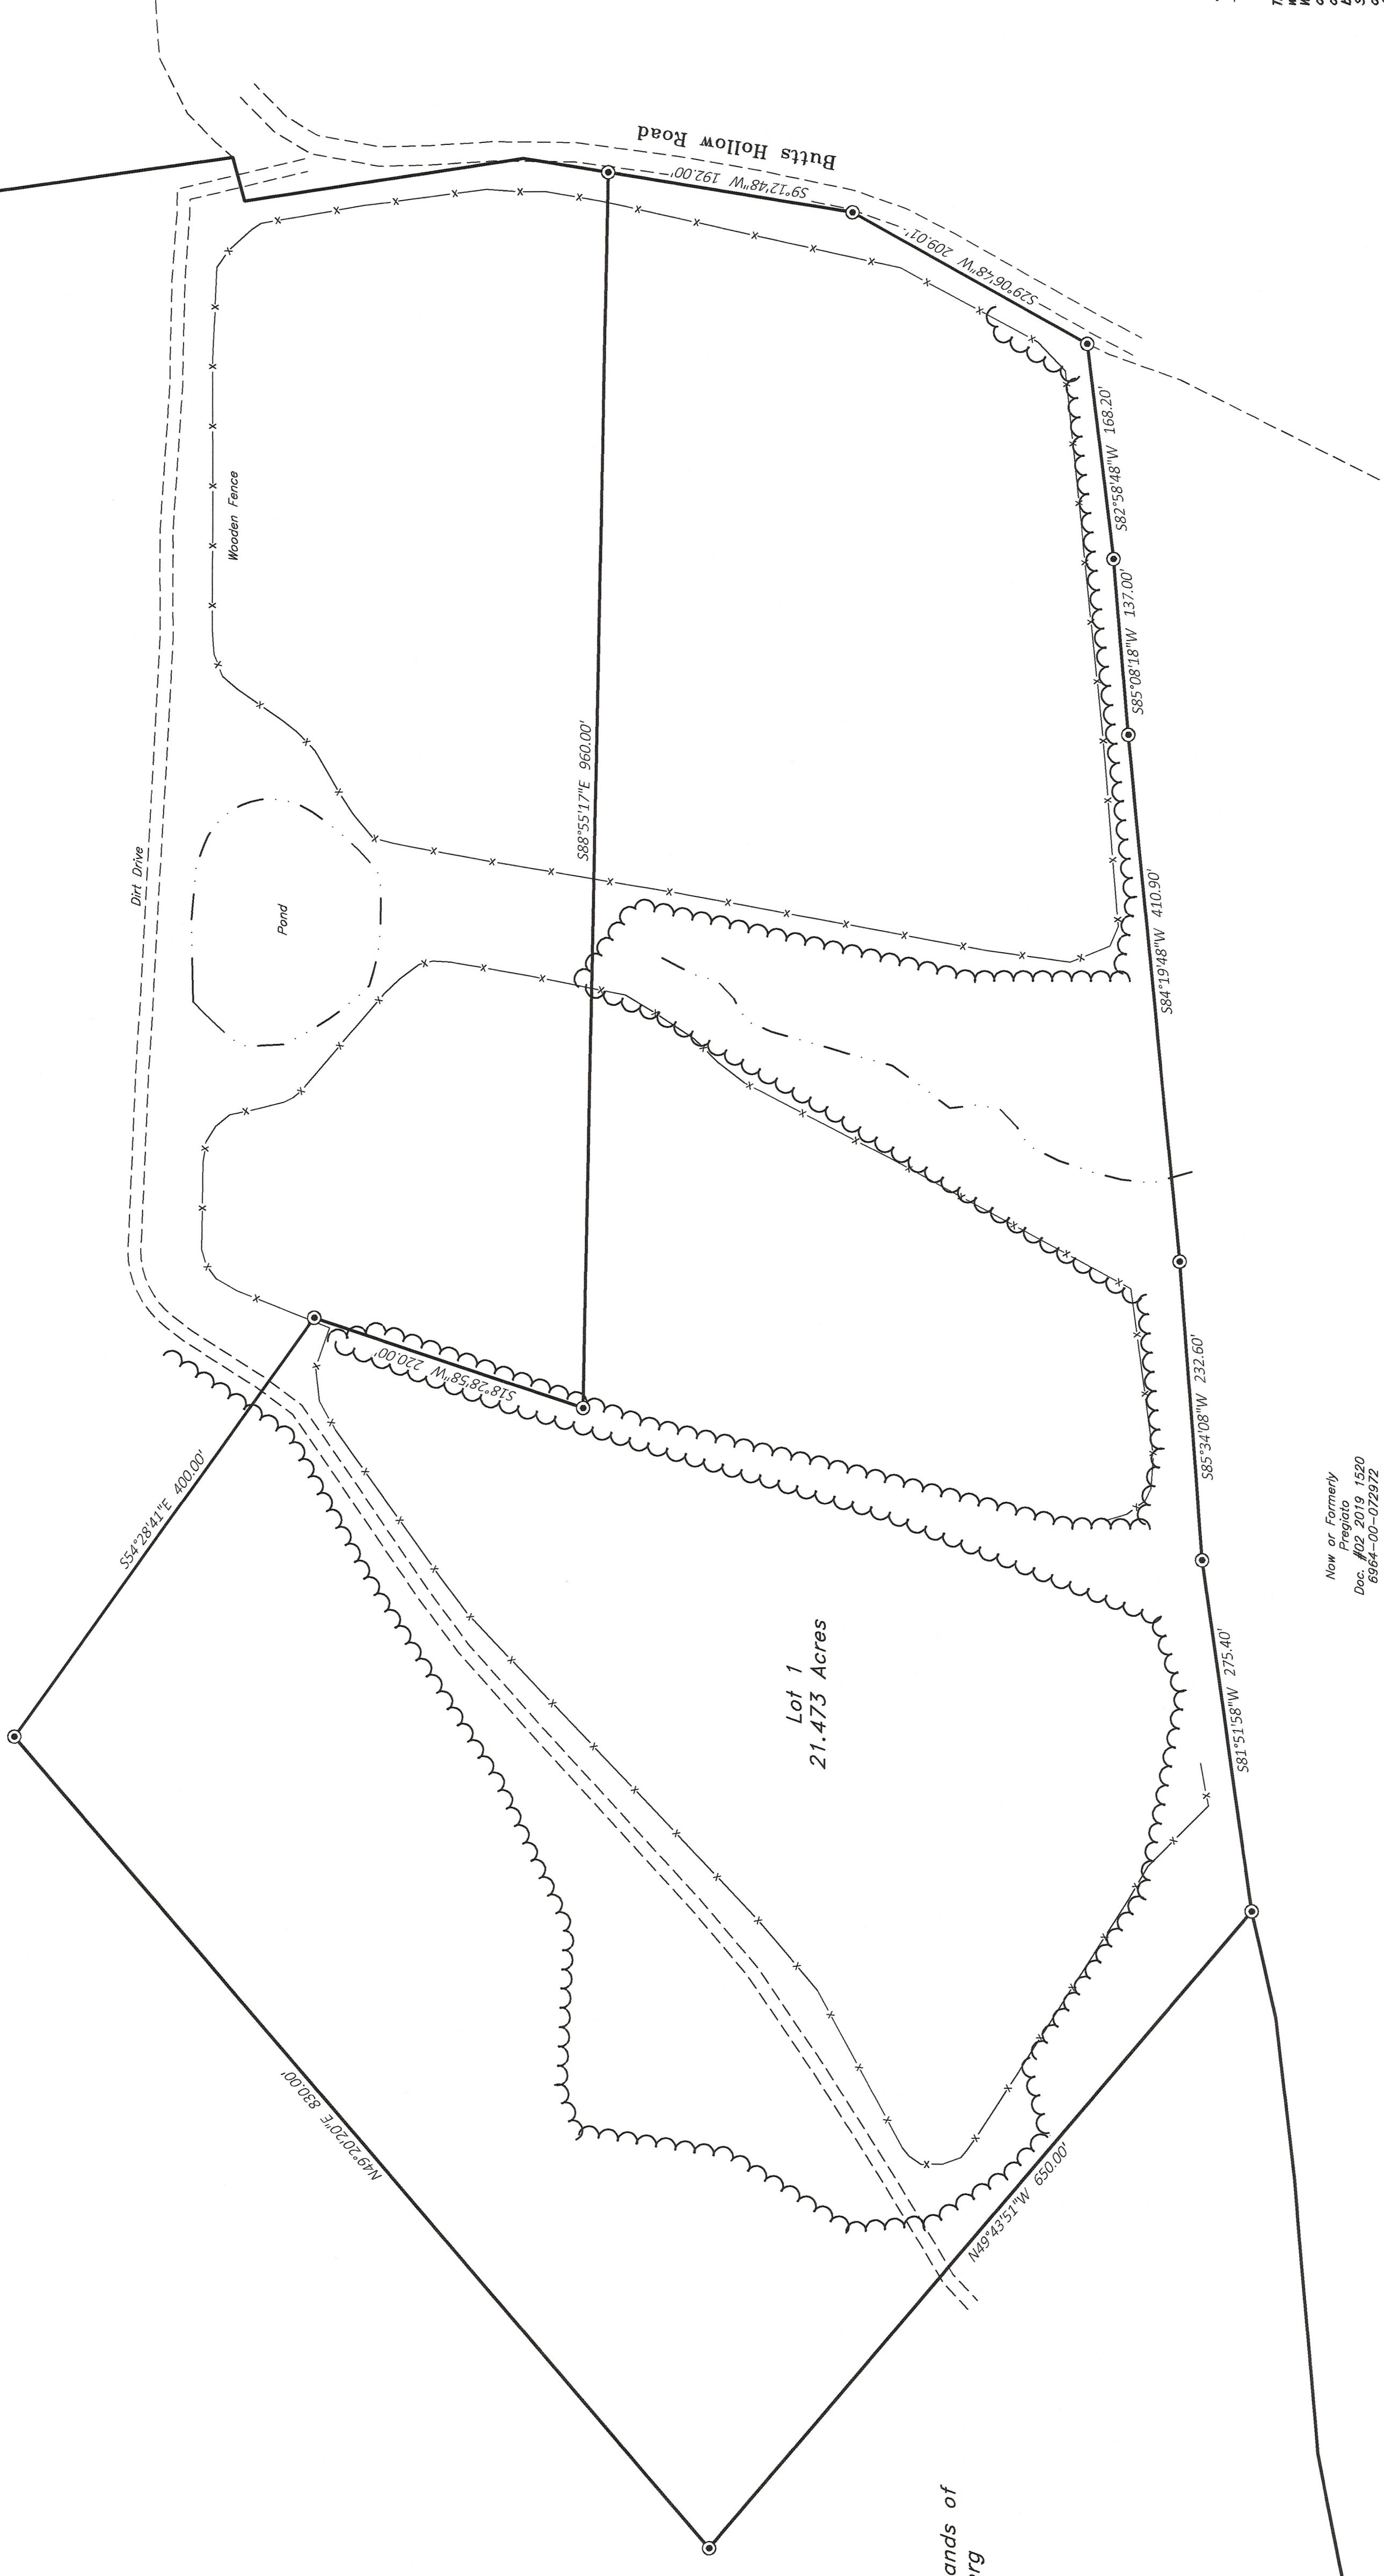 Butts Hollow Road
S9°12'48"W 192.00'
S29°06'48"W 209.01'
S82°58'48"W 168.20'
S85°08'18"W 137.00'
S84°19'48"W 410.90'
S85°34'08"W 232.60'
S81°51'58"W 275.40'
N49°43'51"W 650.00'
N49°20'20"E 830.00'
S54°28'41"E 400.00'
S18°28'58"W 220.00'
S88°55'17"E 960.00'
Wooden Fence
Dirt Drive
Pond
Lot 1
21.473 Acres
Now or Formerly
Pregiato
Doc. #02 2019 1520
6964-00-072972
ands of
rg